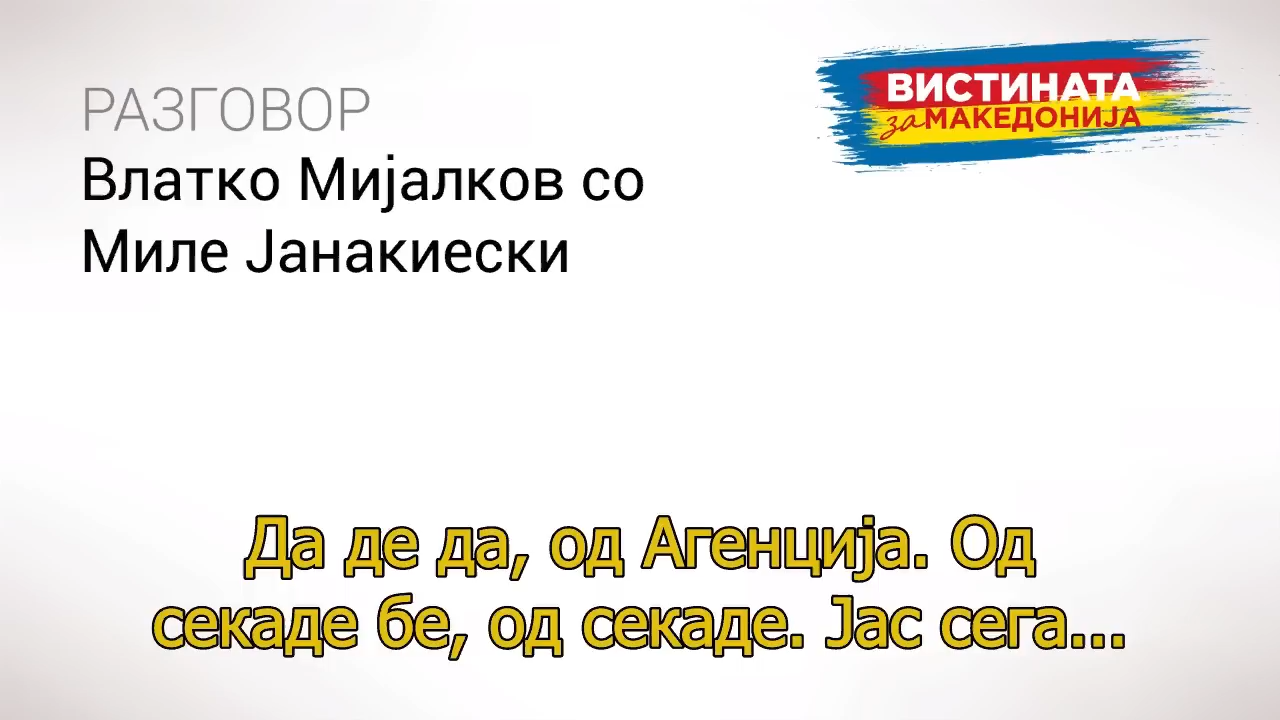 РАЗГОВОР
Влатко Мијалков со
Миле Јанакиески
ВИСТИНАТА
за МАКЕДОНИЈА
Да де да, од Агенција. Од
секаде бе, од секаде. Јас сега...